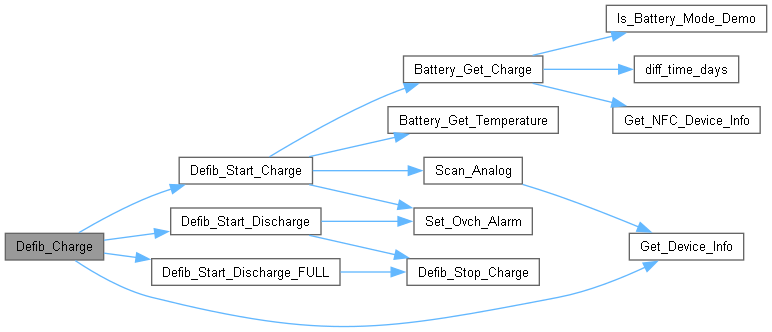 Is_Battery_Mode_Demo
Battery_Get_Charge
diff_time_days
Battery_Get_Temperature
Get_NFC_Device_Info
Defib_Start_Charge
Scan_Analog
Defib_Start_Discharge
Set_Ovch_Alarm
Defib_Charge
Get_Device_Info
Defib_Start_Discharge_FULL
Defib_Stop_Charge